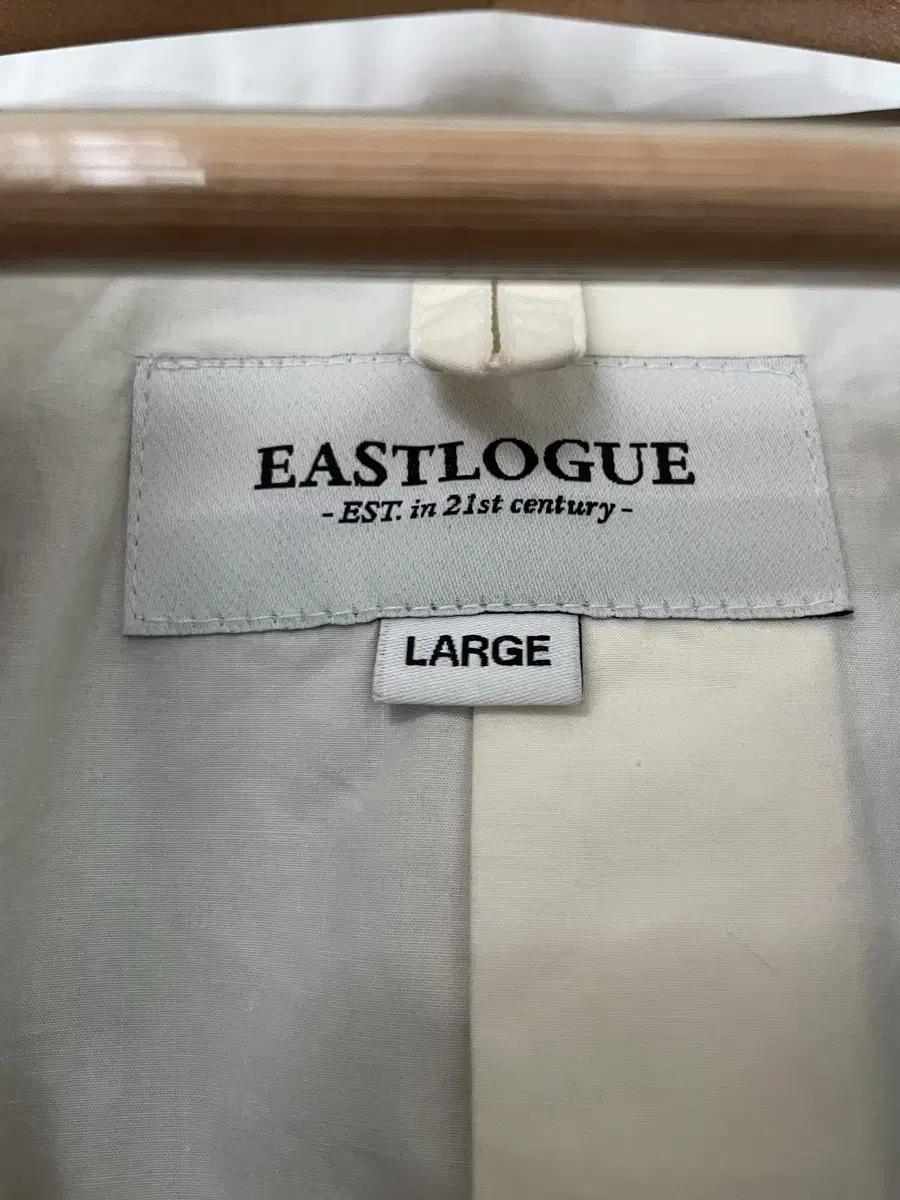 EASTLOGUE
- EST. in 21st century -
LARGE